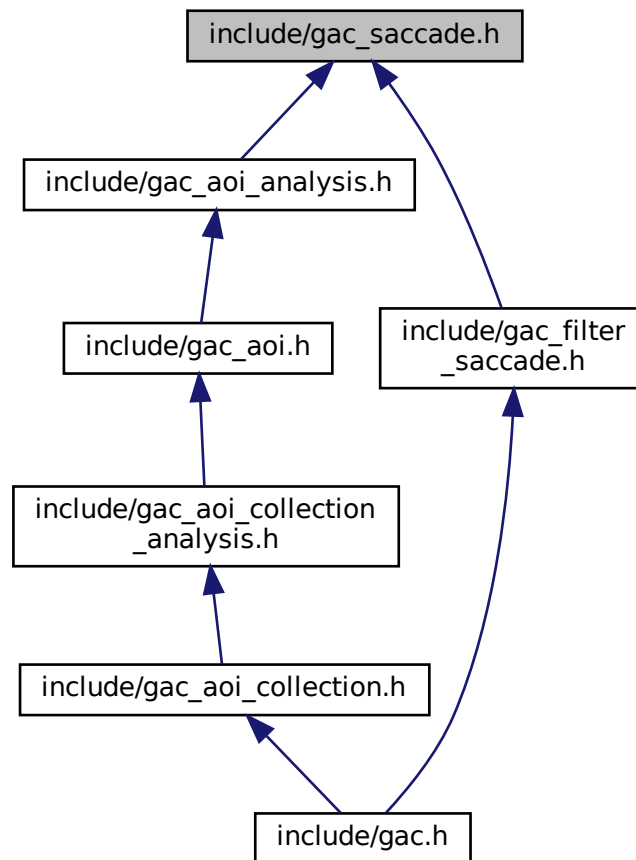 include/gac_saccade.h
include/gac_aoi_analysis.h
include/gac_aoi.h
include/gac_filter
_saccade.h
include/gac_aoi_collection
_analysis.h
include/gac_aoi_collection.h
include/gac.h